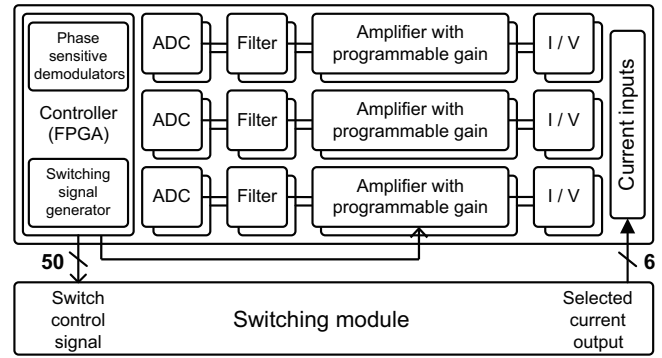 Phase
sensitive
demodulators
Controller
(FPGA)
Switching
signal
generator
ADC
Filter
Amplifier with
programmable gain
I / V
ADC
Filter
Amplifier with
programmable gain
I / V
ADC
Filter
Amplifier with
programmable gain
I / V
Current inputs
50
6
Switch
control
signal
Switching module
Selected
current
output